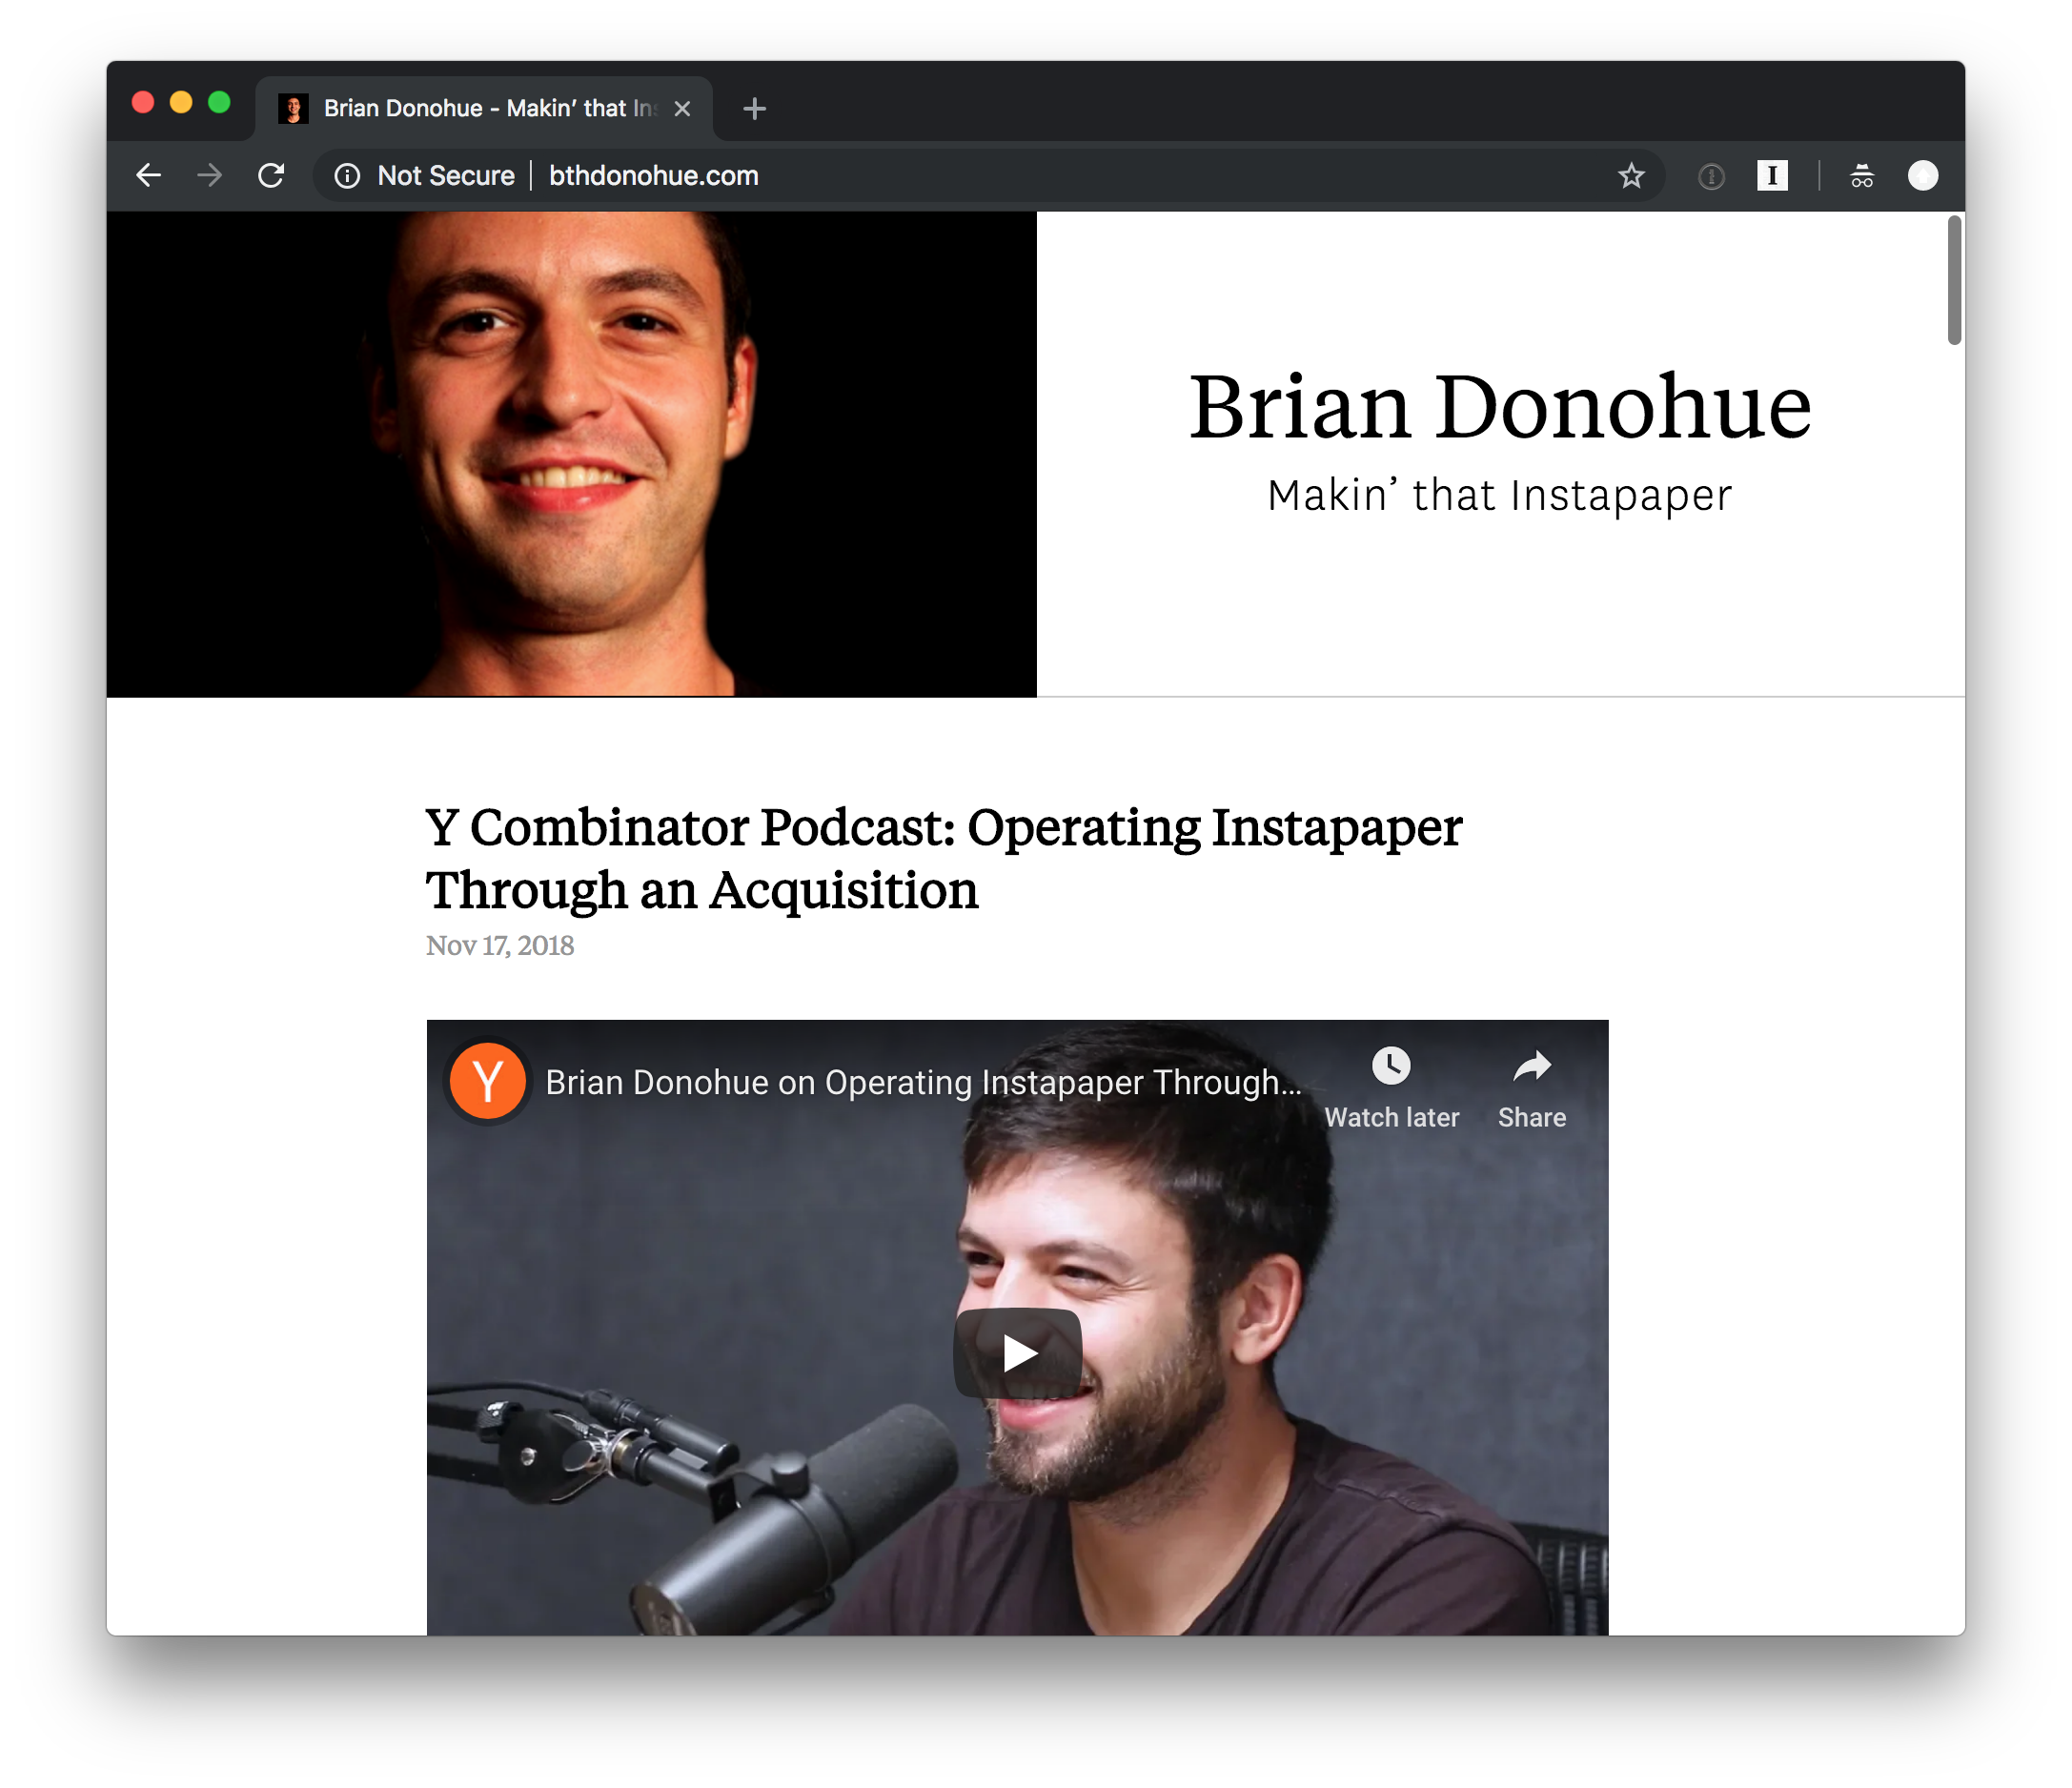 Brian Donohue - Makin’ that Ins
Not Secure | bthdonohue.com
I
Brian Donohue
Makin’ that Instapaper
Y Combinator Podcast: Operating Instapaper
Through an Acquisition
Nov 17, 2018
Y
Brian Donohue on Operating Instapaper Through...
Watch later
Share